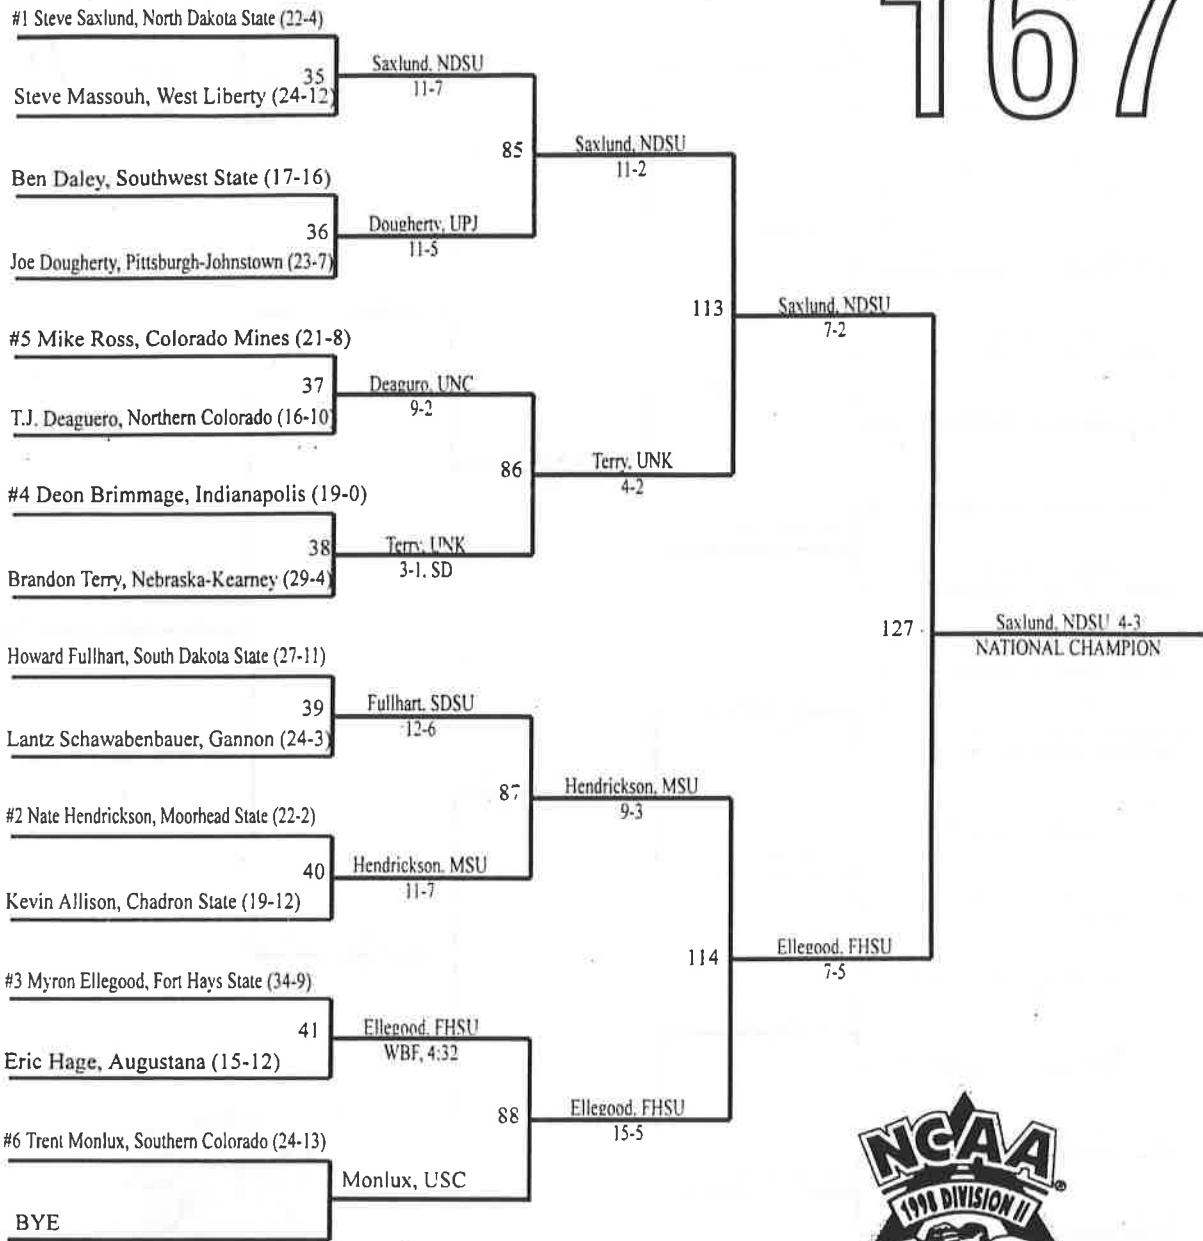 167
#1 Steve Saxlund, North Dakota State (22-4)
35
Steve Massouh, West Liberty (24-12)
Saxlund, NDSU
11-7
Ben Daley, Southwest State (17-16)
36
Joe Dougherty, Pittsburgh-Johnstown (23-7)
Dougherty, UPJ
11-5
85
Saxlund, NDSU
11-2
#5 Mike Ross, Colorado Mines (21-8)
37
T.J. Deaguero, Northern Colorado (16-10)
Deaguro, UNC
9-2
#4 Deon Brimmage, Indianapolis (19-0)
38
Brandon Terry, Nebraska-Kearney (29-4)
Terry, UNK
3-1, SD
86
Terry, UNK
4-2
113
Saxlund, NDSU
7-2
Howard Fullhart, South Dakota State (27-11)
39
Lantz Schawabenbauer, Gannon (24-3)
Fullhart, SDSU
12-6
#2 Nate Hendrickson, Moorhead State (22-2)
40
Kevin Allison, Chadron State (19-12)
Hendrickson, MSU
11-7
87
Hendrickson, MSU
9-3
#3 Myron Ellegood, Fort Hays State (34-9)
41
Eric Hage, Augustana (15-12)
Ellegood, FHSU
WBF, 4:32
#6 Trent Monlux, Southern Colorado (24-13)
BYE
Monlux, USC
88
Ellegood, FHSU
15-5
114
Ellegood, FHSU
7-5
127
Saxlund, NDSU 4-3
NATIONAL CHAMPION
NCAA
®
1998 DIVISION II